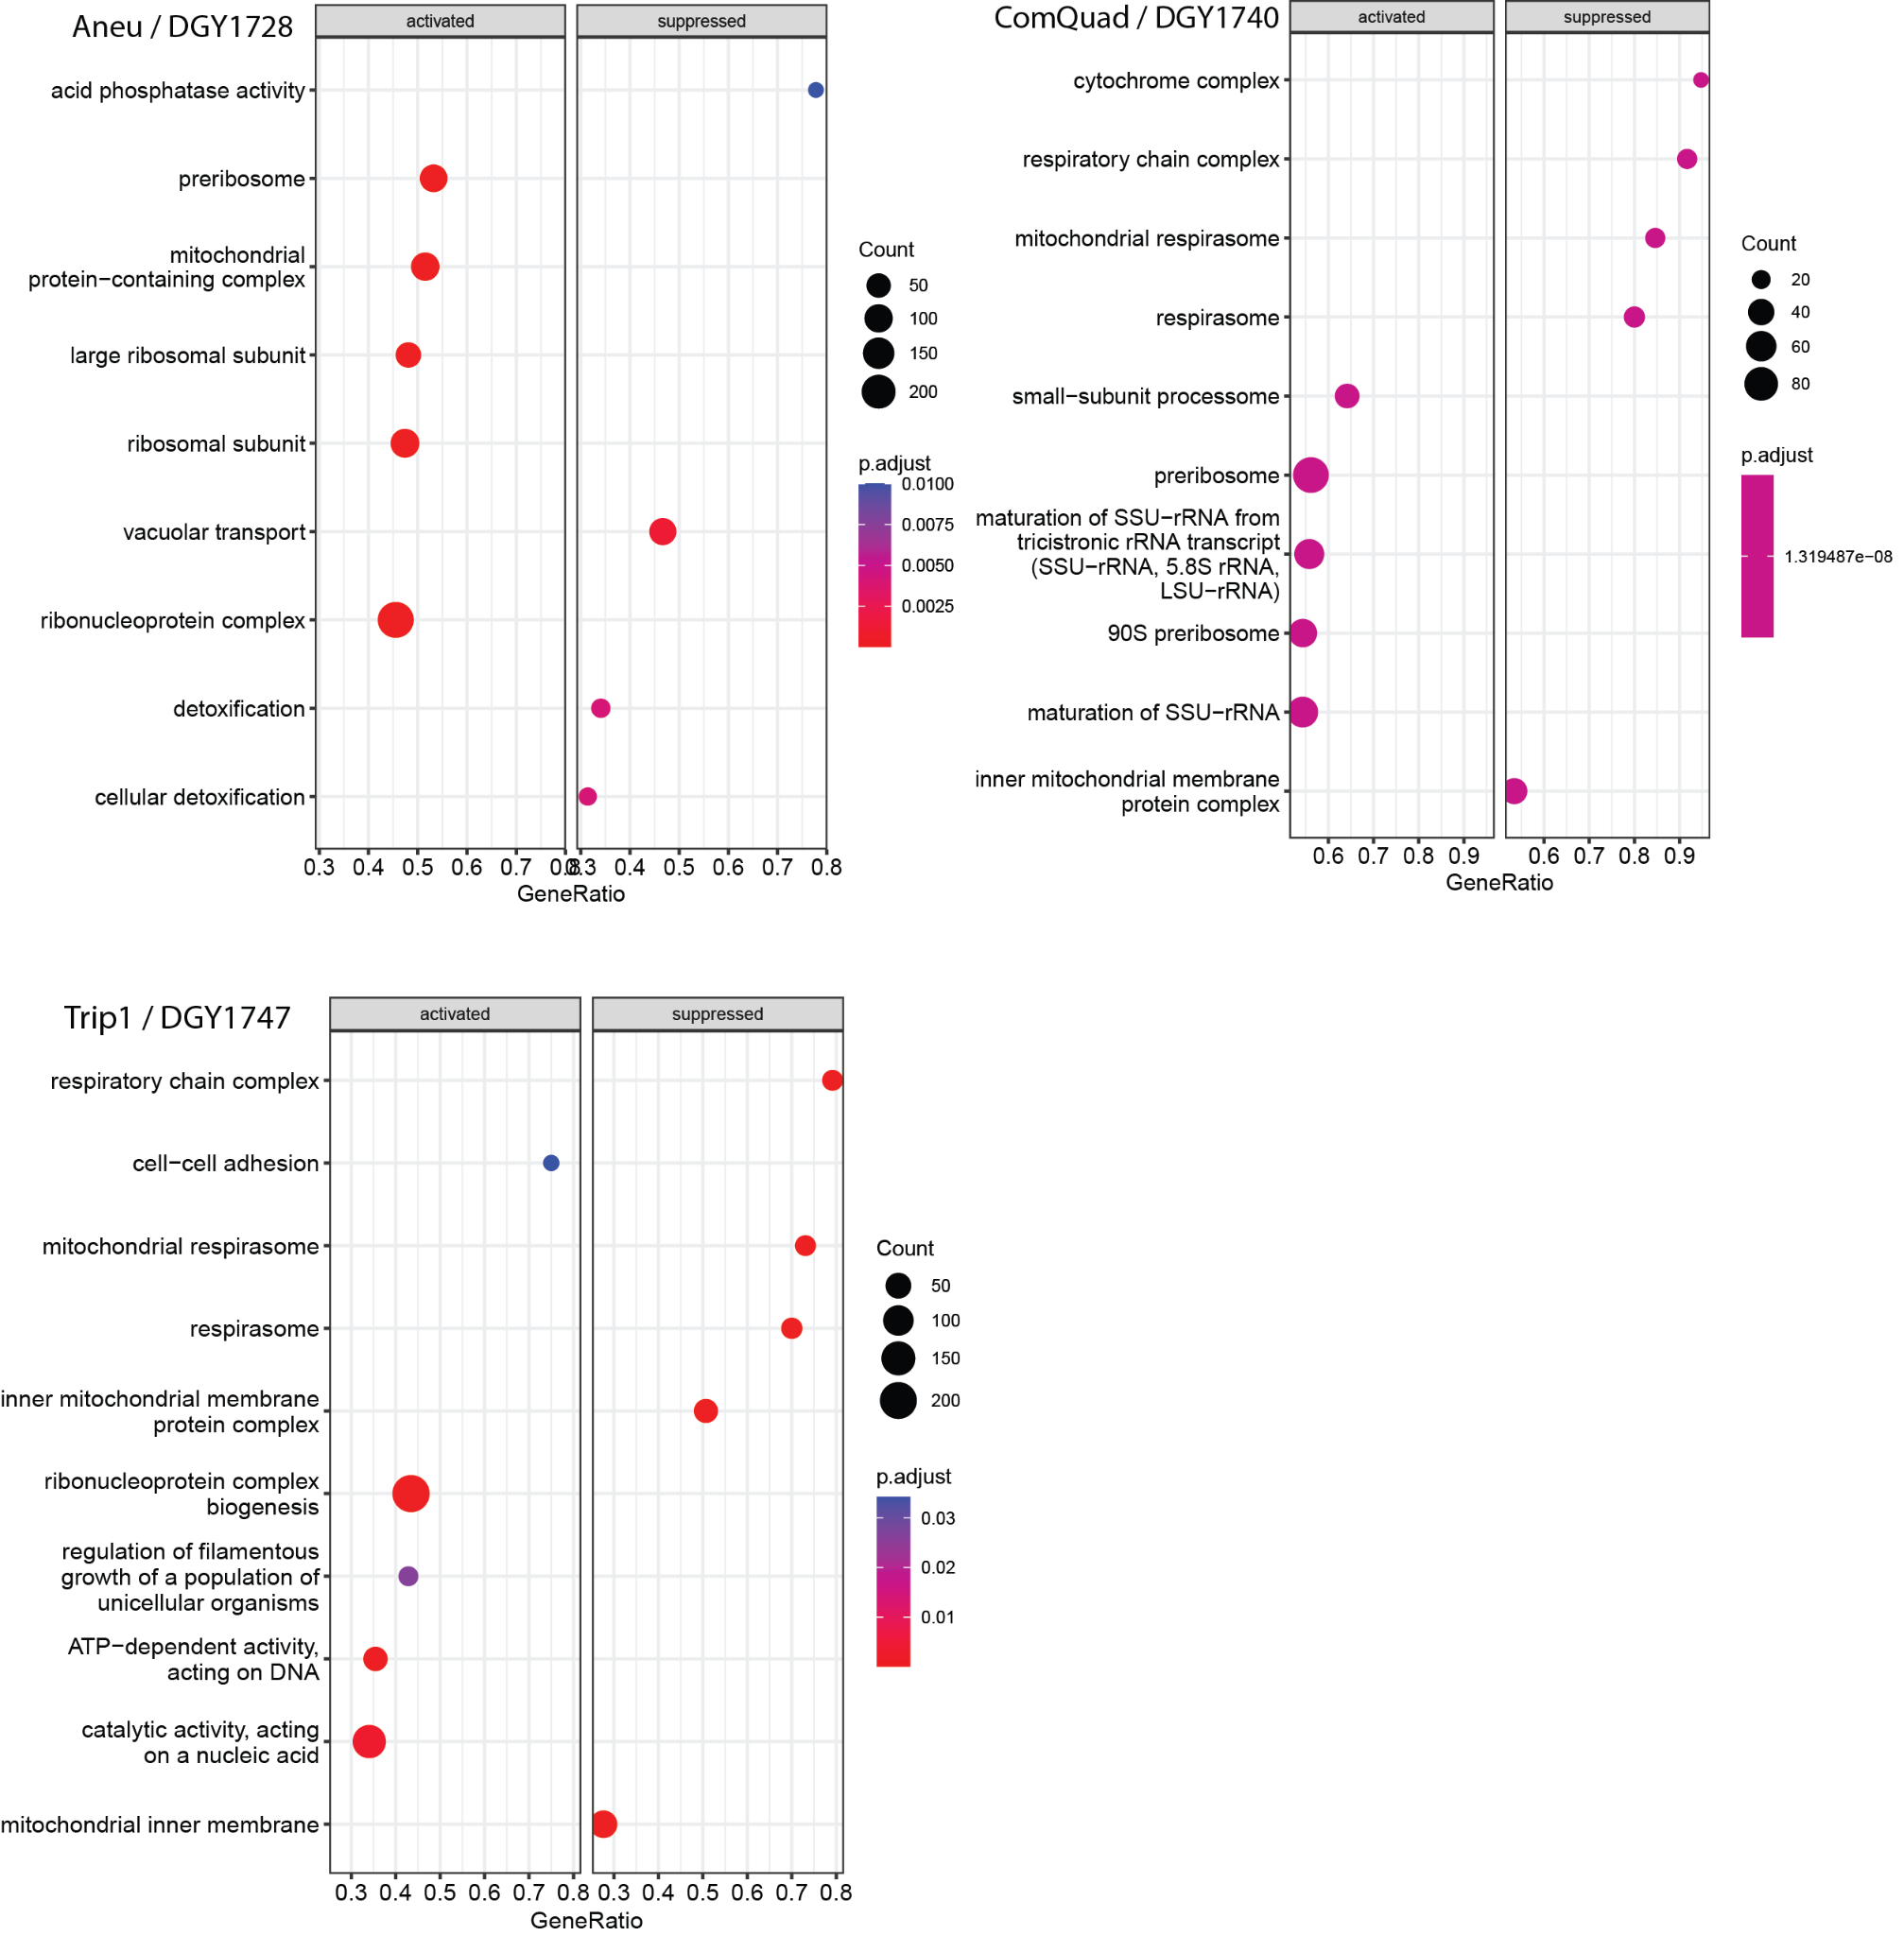 Aneu / DGY1728
activated
suppressed
acid phosphatase activity
preribosome
mitochondrial
protein−containing complex
large ribosomal subunit
ribosomal subunit
vacuolar transport
ribonucleoprotein complex
detoxification
cellular detoxification
0.3 0.4 0.5 0.6 0.7 0.8
0.3 0.4 0.5 0.6 0.7 0.8
GeneRatio
Count
50
100
150
200
p.adjust
0.0100
0.0075
0.0050
0.0025
ComQuad / DGY1740
activated
suppressed
cytochrome complex
respiratory chain complex
mitochondrial respirasome
respirasome
small−subunit processome
preribosome
maturation of SSU−rRNA from
tricistronic rRNA transcript
(SSU−rRNA, 5.8S rRNA,
LSU−rRNA)
90S preribosome
maturation of SSU−rRNA
inner mitochondrial membrane
protein complex
0.6 0.7 0.8 0.9
0.6 0.7 0.8 0.9
GeneRatio
Count
20
40
60
80
p.adjust
1.319487e−08
Trip1 / DGY1747
activated
suppressed
respiratory chain complex
cell−cell adhesion
mitochondrial respirasome
respirasome
inner mitochondrial membrane
protein complex
ribonucleoprotein complex
biogenesis
regulation of filamentous
growth of a population of
unicellular organisms
ATP−dependent activity,
acting on DNA
catalytic activity, acting
on a nucleic acid
mitochondrial inner membrane
0.3 0.4 0.5 0.6 0.7 0.8
0.3 0.4 0.5 0.6 0.7 0.8
GeneRatio
Count
50
100
150
200
p.adjust
0.03
0.02
0.01